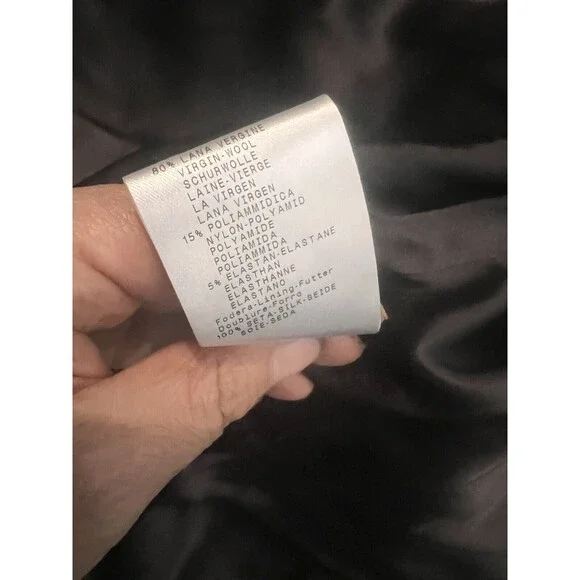 80% LANA VERGINE
VIRGIN-WOOL
SCHURWOLLE
LAINE-VIERGE
LA VIRGEN
LANA VIRGEN
15% POLIAMMIDICA
NYLON-POLYAMID
POLYAMIDE
POLIAMIDA
POLIAMMIDA
5% ELASTAN-ELASTANE
ELASTHAN
ELASTHANNE
ELASTANO
Fodera-Lining-Futter
Doublure-Forro
100% SETA-SILK-SEIDE
SOIE-SEDA